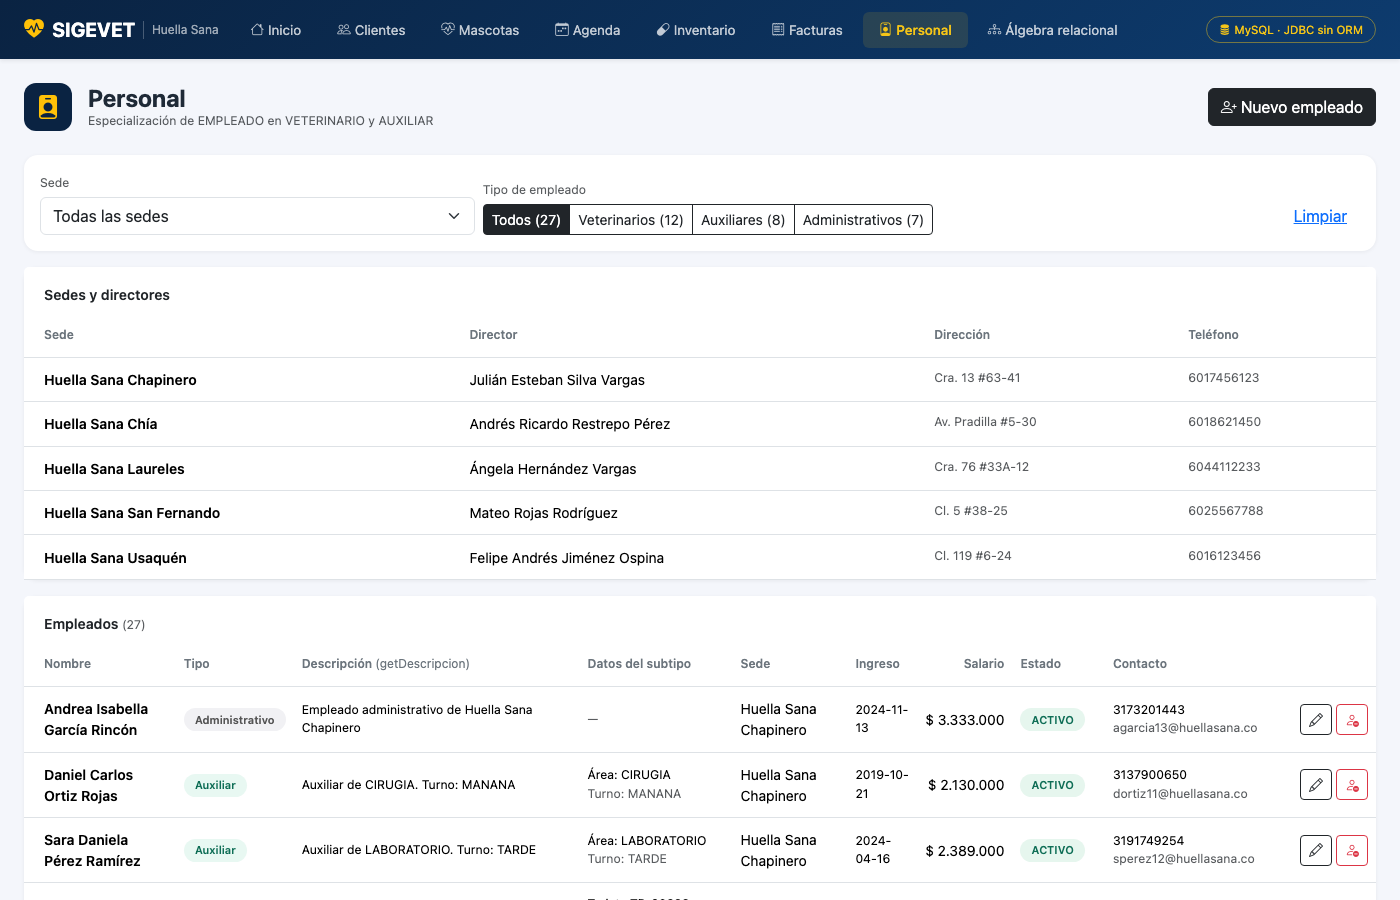 SIGEVET Huella Sana Inicio Clientes Mascotas Agenda Inventario Facturas Personal Álgebra relacional MySQL · JDBC sin ORM
Personal
Especialización de EMPLEADO en VETERINARIO y AUXILIAR
Nuevo empleado
Sede
Todas las sedes
Tipo de empleado
Todos (27) Veterinarios (12) Auxiliares (8) Administrativos (7)
Limpiar
Sedes y directores
Sede Director Dirección Teléfono
Huella Sana Chapinero Julián Esteban Silva Vargas Cra. 13 #63-41 6017456123
Huella Sana Chía Andrés Ricardo Restrepo Pérez Av. Pradilla #5-30 6018621450
Huella Sana Laureles Ángela Hernández Vargas Cra. 76 #33A-12 6044112233
Huella Sana San Fernando Mateo Rojas Rodríguez Cl. 5 #38-25 6025567788
Huella Sana Usaquén Felipe Andrés Jiménez Ospina Cl. 119 #6-24 6016123456
Empleados (27)
Nombre Tipo Descripción (getDescripcion) Datos del subtipo Sede Ingreso Salario Estado Contacto
Andrea Isabella García Rincón Administrativo Empleado administrativo de Huella Sana Chapinero — Huella Sana Chapinero 2024-11-13 $ 3.333.000 ACTIVO 3173201443 agarcia13@huellasana.co
Daniel Carlos Ortiz Rojas Auxiliar Auxiliar de CIRUGIA. Turno: MANANA Área: CIRUGIA Turno: MANANA Huella Sana Chapinero 2019-10-21 $ 2.130.000 ACTIVO 3137900650 dortiz11@huellasana.co
Sara Daniela Pérez Ramírez Auxiliar Auxiliar de LABORATORIO. Turno: TARDE Área: LABORATORIO Turno: TARDE Huella Sana Chapinero 2024-04-16 $ 2.389.000 ACTIVO 3191749254 sperez12@huellasana.co